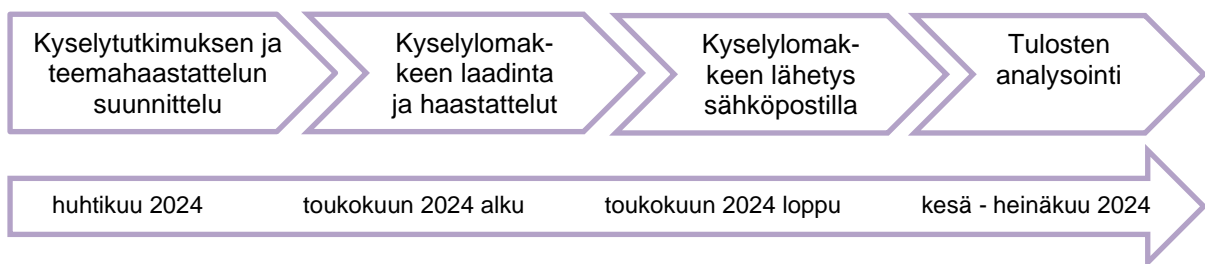 Kyselytutkimuksen ja
teemahaastattelun
suunnittelu
Kyselylomak-
keen laadinta
ja haastattelut
Kyselylomak-
keen lähetys
sähköpostilla
Tulosten
analysointi
huhtikuu 2024
toukokuun 2024 alku
toukokuun 2024 loppu
kesä - heinäkuu 2024